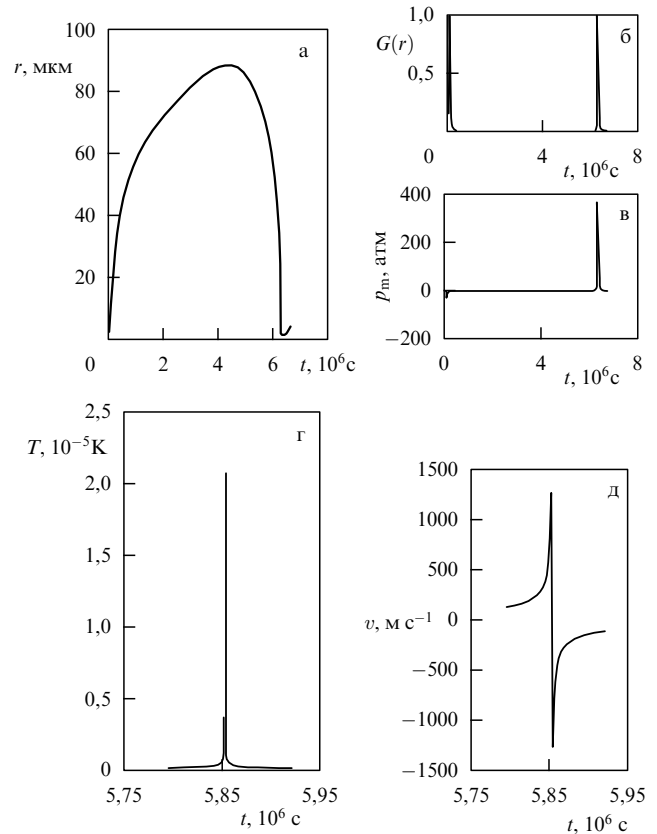 а
r, мкм
100
80
60
40
20
0
2
4
6
t, 10⁶с
б
G(r)
1,0
0,5
0
4
8
t, 10⁶с
в
pₘ, атм
400
200
0
−200
0
4
8
t, 10⁶с
г
T, 10⁻⁵K
2,5
2,0
1,5
1,0
0,5
0
5,75
5,85
5,95
t, 10⁶ с
д
v, м с⁻¹
1500
1000
500
0
−500
−1000
−1500
5,75
5,85
5,95
t, 10⁶ с